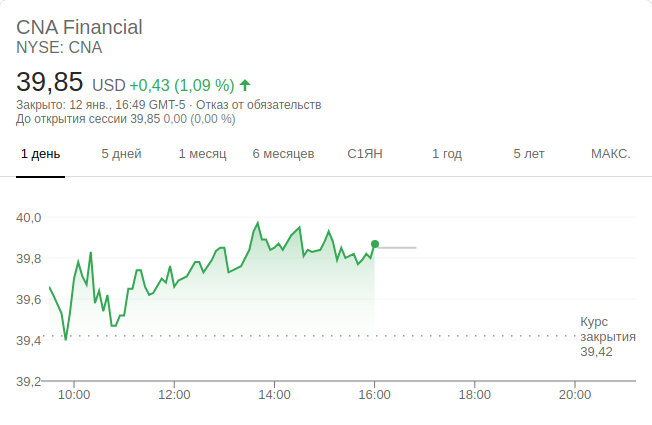 CNA Financial
NYSE: CNA
39,85 USD +0,43 (1,09 %)
Закрыто: 12 янв., 16:49 GMT-5 · Отказ от обязательств
До открытия сессии 39,85 0,00 (0,00 %)
1 день 5 дней 1 месяц 6 месяцев С1ЯН 1 год 5 лет МАКС.
40,0
39,8
39,6
Курс
39,4 закрытия
39,42
39,2
10:00 12:00 14:00 16:00 18:00 20:00